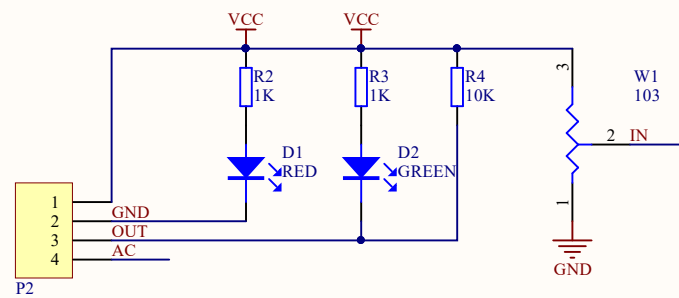 VCC
VCC
R2
1K
R3
1K
R4
10K
3
W1
103
2
IN
D1
RED
D2
GREEN
1
GND
1
GND
2
OUT
3
AC
4
P2
GND